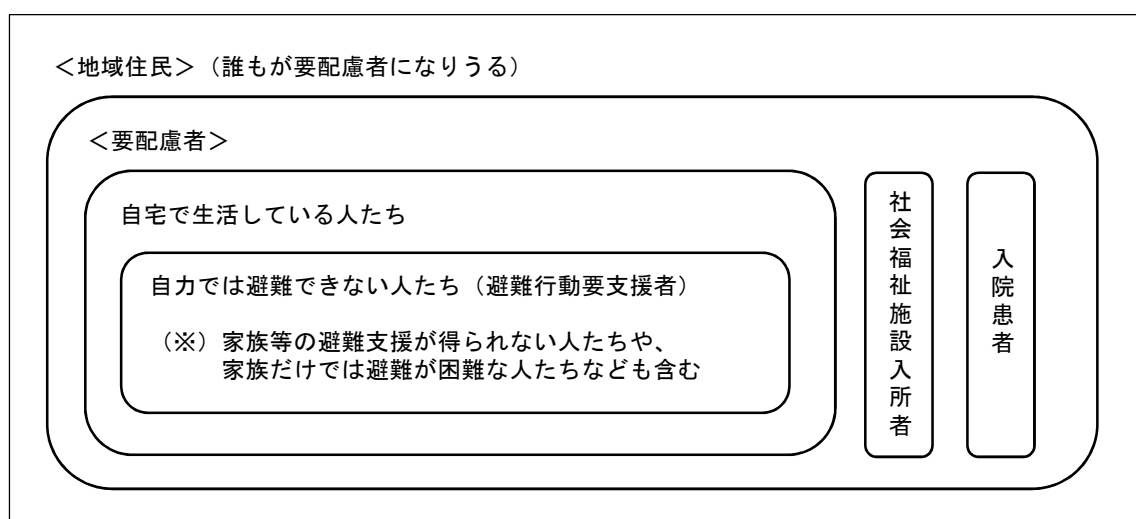 ＜地域住民＞（誰もが要配慮者になりうる）
＜要配慮者＞
自宅で生活している人たち
自力では避難できない人たち（避難行動要支援者）
（※）家族等の避難支援が得られない人たちや、
家族だけでは避難が困難な人たちなども含む
社会福祉施設入所者
入院患者